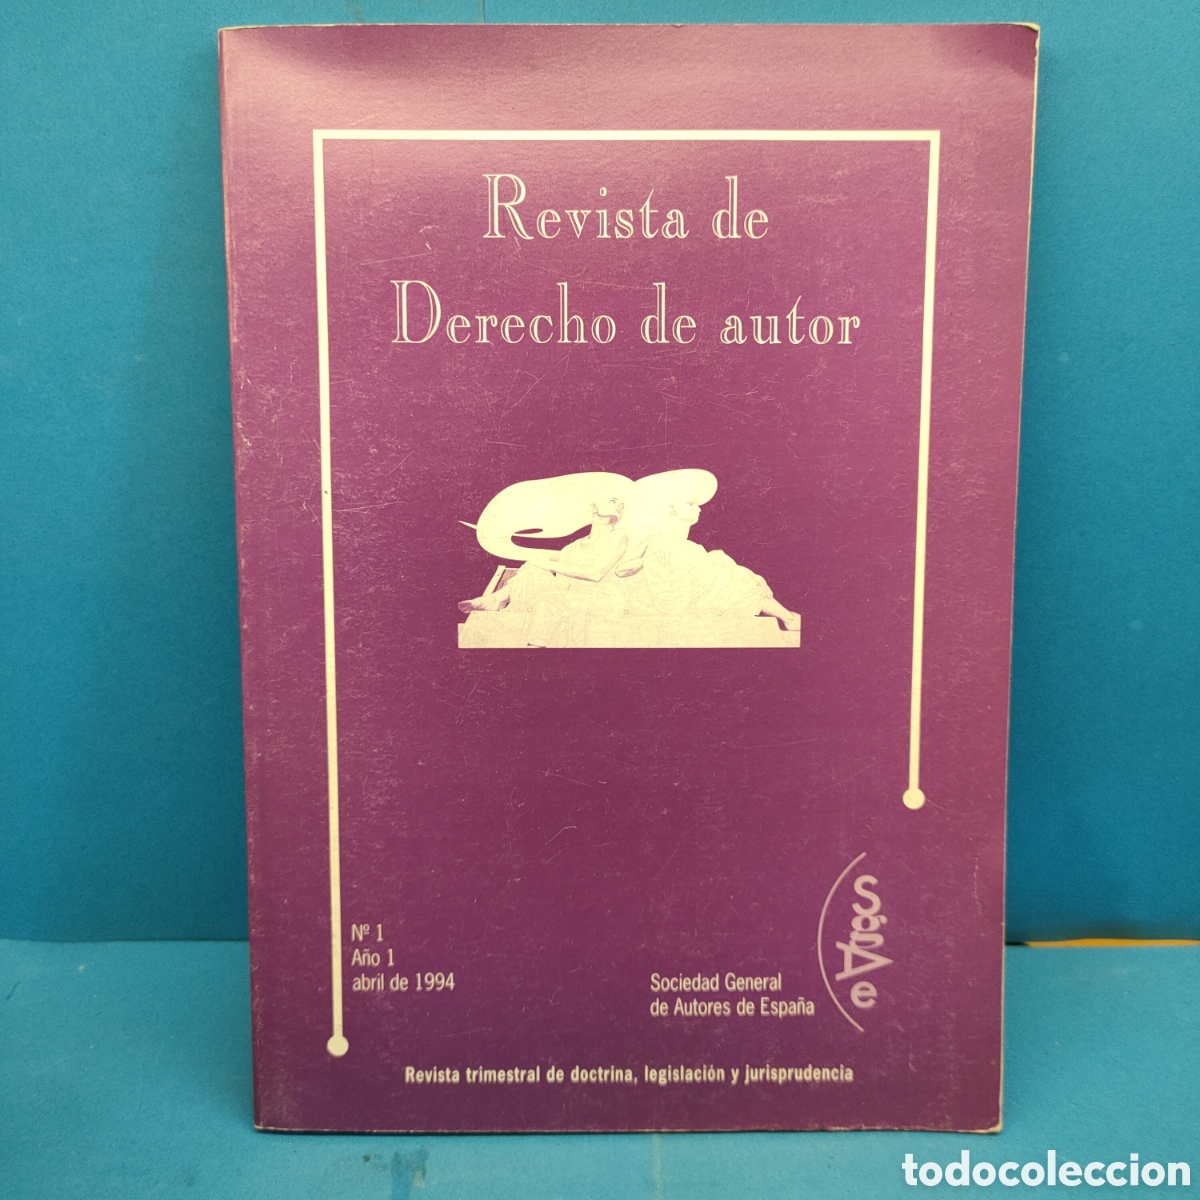 Revista de
Derecho de autor
Nº 1
Año 1
abril de 1994
Sociedad General
de Autores de España
SGAe
Revista trimestral de doctrina, legislación y jurisprudencia
todocoleccion